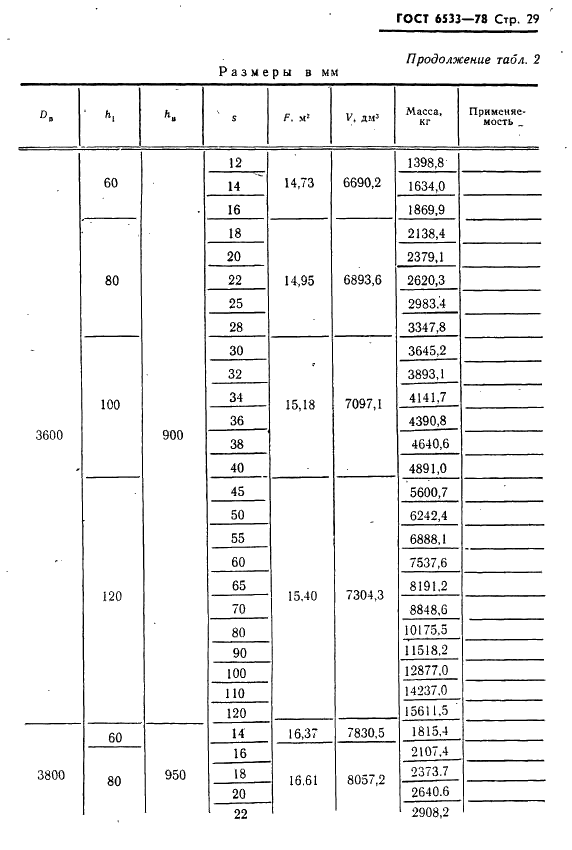 ГОСТ 6533—78 Стр. 29
Продолжение табл. 2
Размеры в мм
Dв h1 hв s F, м² V, дм³ Масса, кг Применяемость
3600 60 900 12 14,73 6690,2 1398,8
14 1634,0
16 1869,9
80 18 14,95 6893,6 2138,4
20 2379,1
22 2620,3
25 2983,4
28 3347,8
100 30 15,18 7097,1 3645,2
32 3893,1
34 4141,7
36 4390,8
38 4640,6
40 4891,0
120 45 15,40 7304,3 5600,7
50 6242,4
55 6888,1
60 7537,6
65 8191,2
70 8848,6
80 10175,5
90 11518,2
100 12877,0
110 14237,0
120 15611,5
3800 60 950 14 16,37 7830,5 1815,4
80 16 16.61 8057,2 2107,4
18 2373.7
20 2640.6
22 2908,2